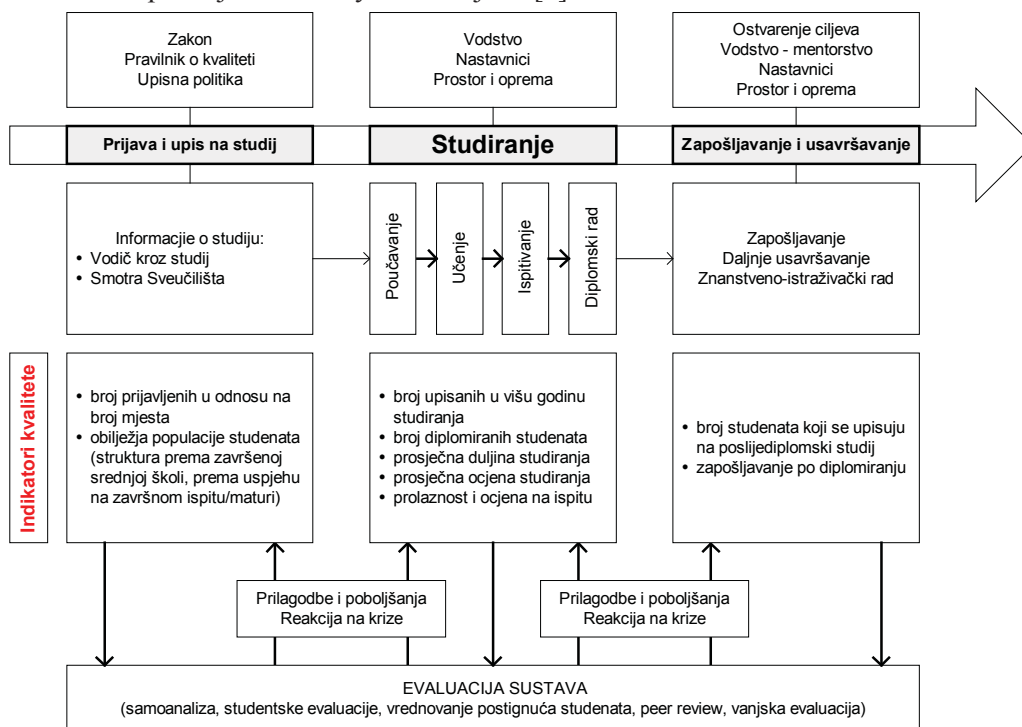 Zakon
Pravilnik o kvaliteti
Upisna politika
Vodstvo
Nastavnici
Prostor i oprema
Ostvarenje ciljeva
Vodstvo - mentorstvo
Nastavnici
Prostor i oprema
Prijava i upis na studij
Studiranje
Zapošljavanje i usavršavanje
Informacjie o studiju:
• Vodič kroz studij
• Smotra Sveučilišta
Poučavanje
Učenje
Ispitivanje
Diplomski rad
Zapošljavanje
Daljnje usavršavanje
Znanstveno-istraživački rad
Indikatori kvalitete
• broj prijavljenih u odnosu na
broj mjesta
• obilježja populacije studenata
(struktura prema završenoj
srednjoj školi, prema uspjehu
na završnom ispitu/maturi)
• broj upisanih u višu godinu
studiranja
• broj diplomiranih studenata
• prosječna duljina studiranja
• prosječna ocjena studiranja
• prolaznost i ocjena na ispitu
• broj studenata koji se upisuju
na poslijediplomski studij
• zapošljavanje po diplomiranju
Prilagodbe i poboljšanja
Reakcija na krize
Prilagodbe i poboljšanja
Reakcija na krize
EVALUACIJA SUSTAVA
(samoanaliza, studentske evaluacije, vrednovanje postignuća studenata, peer review, vanjska evaluacija)